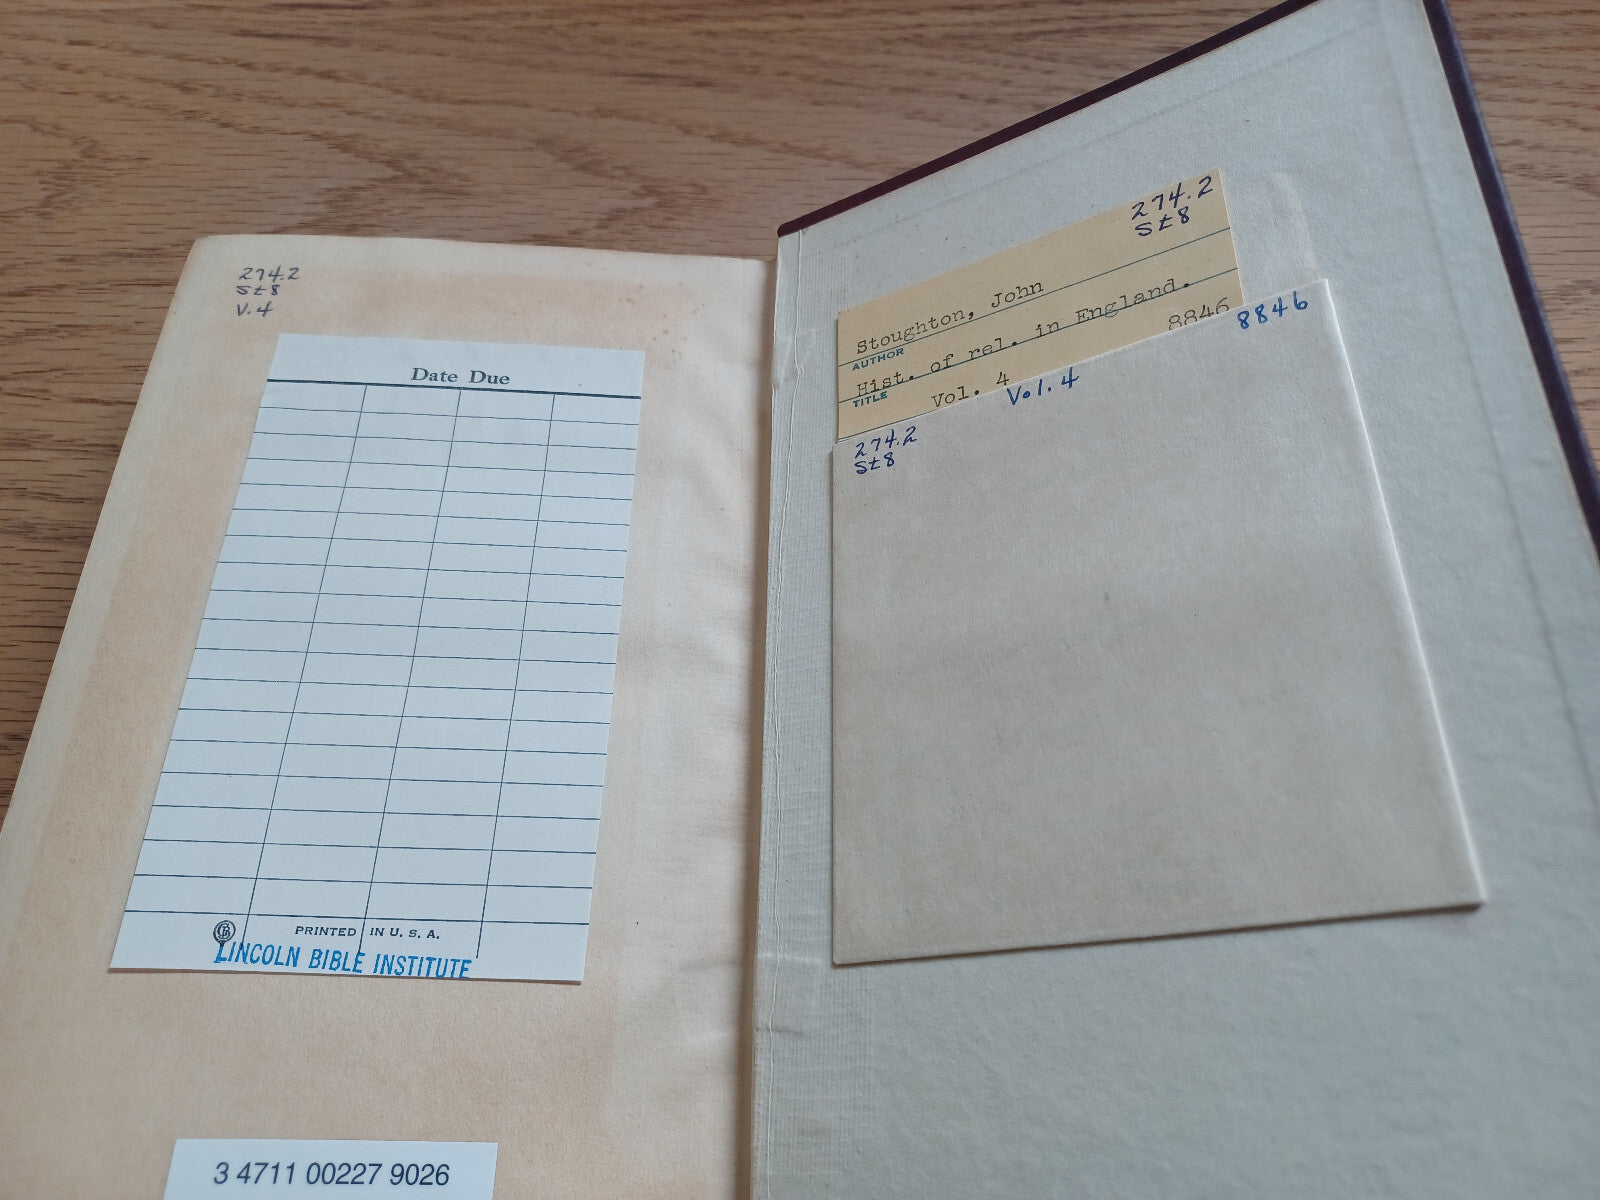 274.2
St8
V.4
Date Due
PRINTED IN U. S. A.
LINCOLN BIBLE INSTITUTE
3 4711 00227 9026
274.2
St8
Stoughton, John
AUTHOR
Hist. of rel. in England.
TITLE
Vol. 4
8846
8846
Vol. 4
274.2
St8